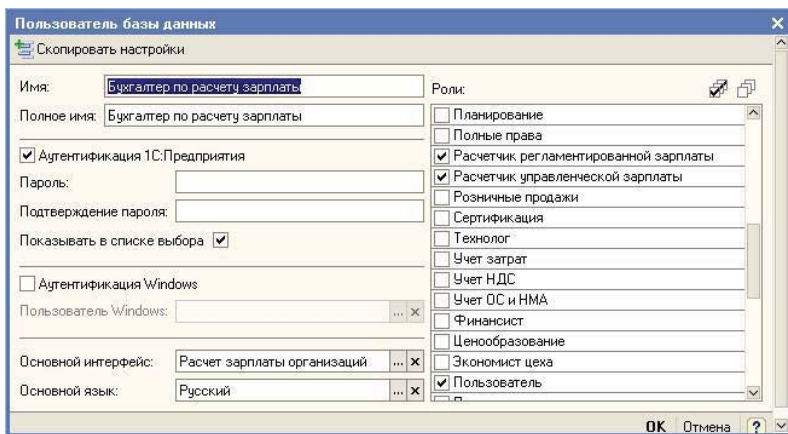 Пользователь базы данных
Скопировать настройки
Имя: Бухгалтер по расчету зарплаты
Полное имя: Бухгалтер по расчету зарплаты
Аутентификация 1С:Предприятия
Пароль:
Подтверждение пароля:
Показывать в списке выбора
Аутентификация Windows
Пользователь Windows: ... x
Основной интерфейс: Расчет зарплаты организаций ... x
Основной язык: Русский ... x
Роли:
Планирование
Полные права
Расчетчик регламентированной зарплаты
Расчетчик управленческой зарплаты
Розничные продажи
Сертификация
Технолог
Учет затрат
Учет НДС
Учет ОС и НМА
Финансист
Ценообразование
Экономист цеха
Пользователь
OK Отмена ?